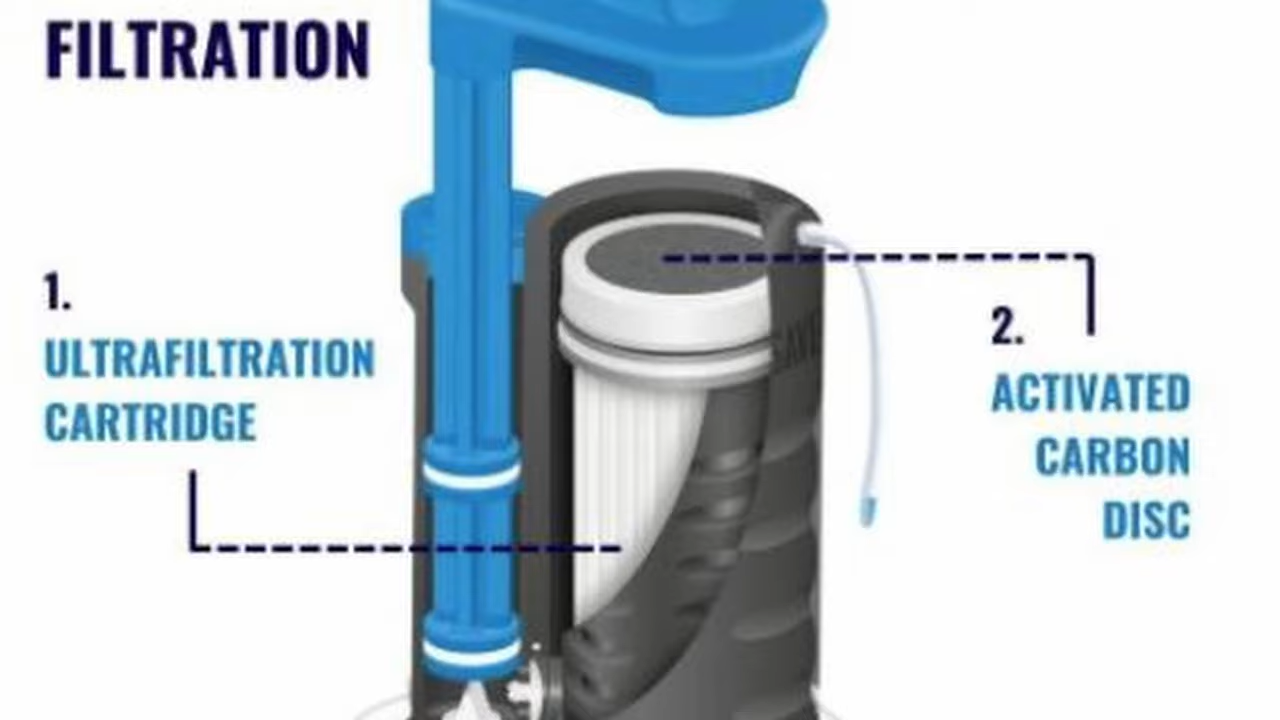 FILTRATION
1.
ULTRAFILTRATION
CARTRIDGE
2.
ACTIVATED
CARBON
DISC